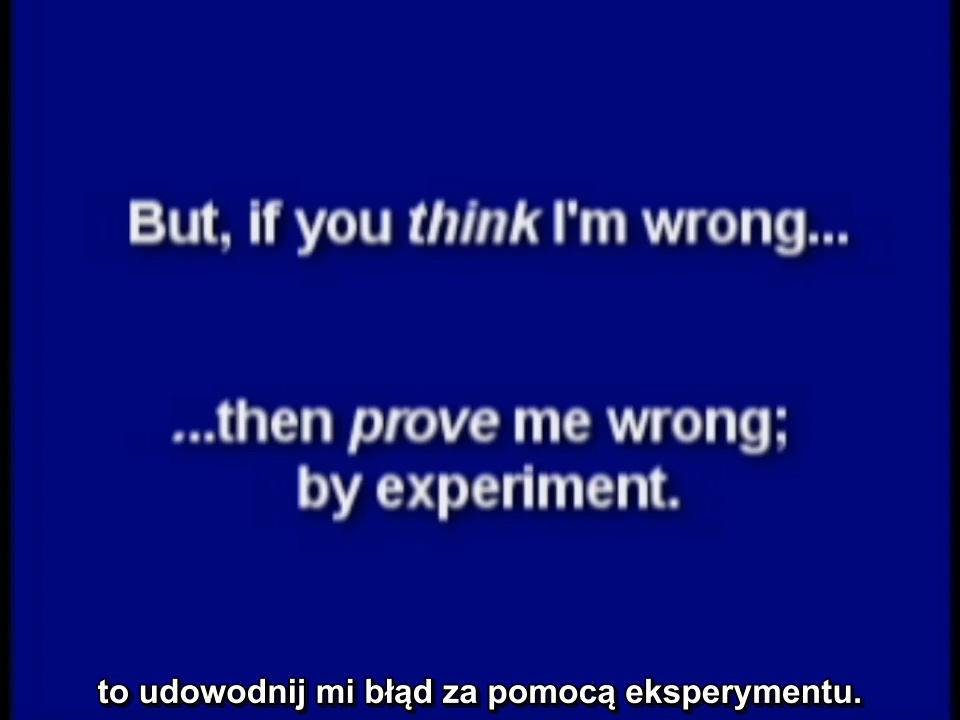 But, if you think I'm wrong...
...then prove me wrong;
by experiment.
to udowodnij mi błąd za pomocą eksperymentu.